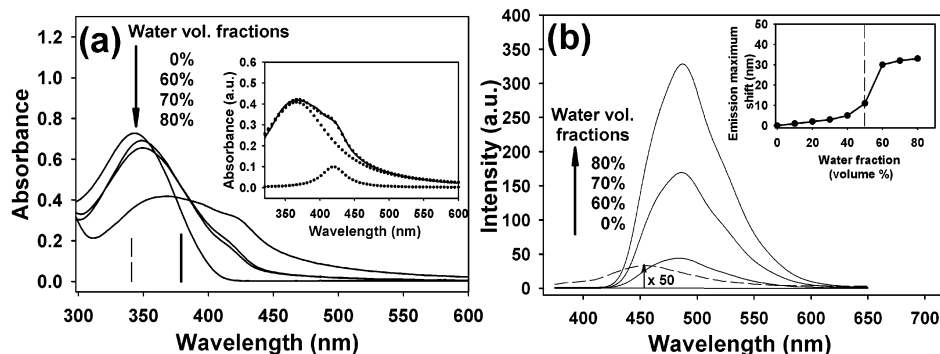 (a)
Water vol. fractions
0%
60%
70%
80%
Absorbance
1.2
1.0
0.8
0.6
0.4
0.2
0.0
300 350 400 450 500 550 600
Wavelength (nm)
Absorbance (a.u.)
0.6
0.5
0.4
0.3
0.2
0.1
0.0
350 400 450 500 550 600
Wavelength (nm)
(b)
Water vol.
fractions
80%
70%
60%
0%
x 50
Intensity (a.u.)
400
350
300
250
200
150
100
50
0
400 450 500 550 600 650 700
Wavelength (nm)
Emission maximum
shift (nm)
50
40
30
20
10
0
0 20 40 60 80
Water fraction
(volume %)